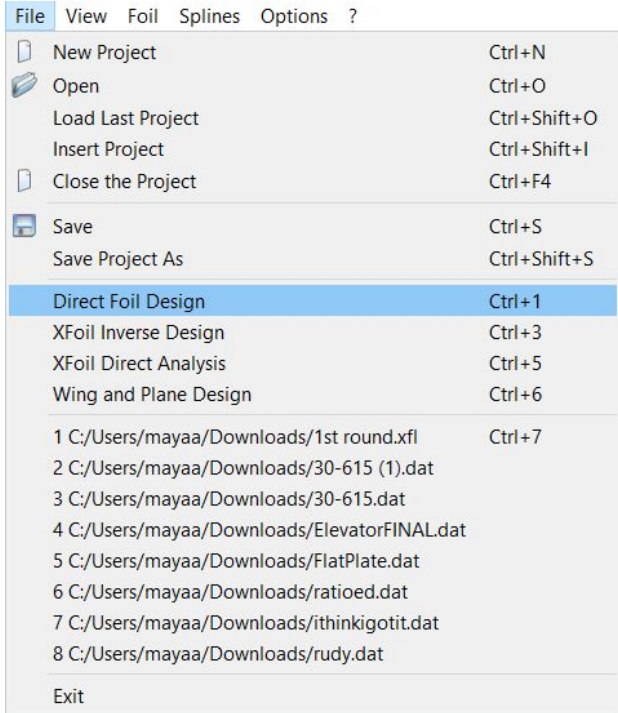 File View Foil Splines Options ?
New Project Ctrl+N
Open Ctrl+O
Load Last Project Ctrl+Shift+O
Insert Project Ctrl+Shift+I
Close the Project Ctrl+F4
Save Ctrl+S
Save Project As Ctrl+Shift+S
Direct Foil Design Ctrl+1
XFoil Inverse Design Ctrl+3
XFoil Direct Analysis Ctrl+5
Wing and Plane Design Ctrl+6
1 C:/Users/mayaa/Downloads/1st round.xfl Ctrl+7
2 C:/Users/mayaa/Downloads/30-615 (1).dat
3 C:/Users/mayaa/Downloads/30-615.dat
4 C:/Users/mayaa/Downloads/ElevatorFINAL.dat
5 C:/Users/mayaa/Downloads/FlatPlate.dat
6 C:/Users/mayaa/Downloads/ratioed.dat
7 C:/Users/mayaa/Downloads/ithinkigotit.dat
8 C:/Users/mayaa/Downloads/rudy.dat
Exit